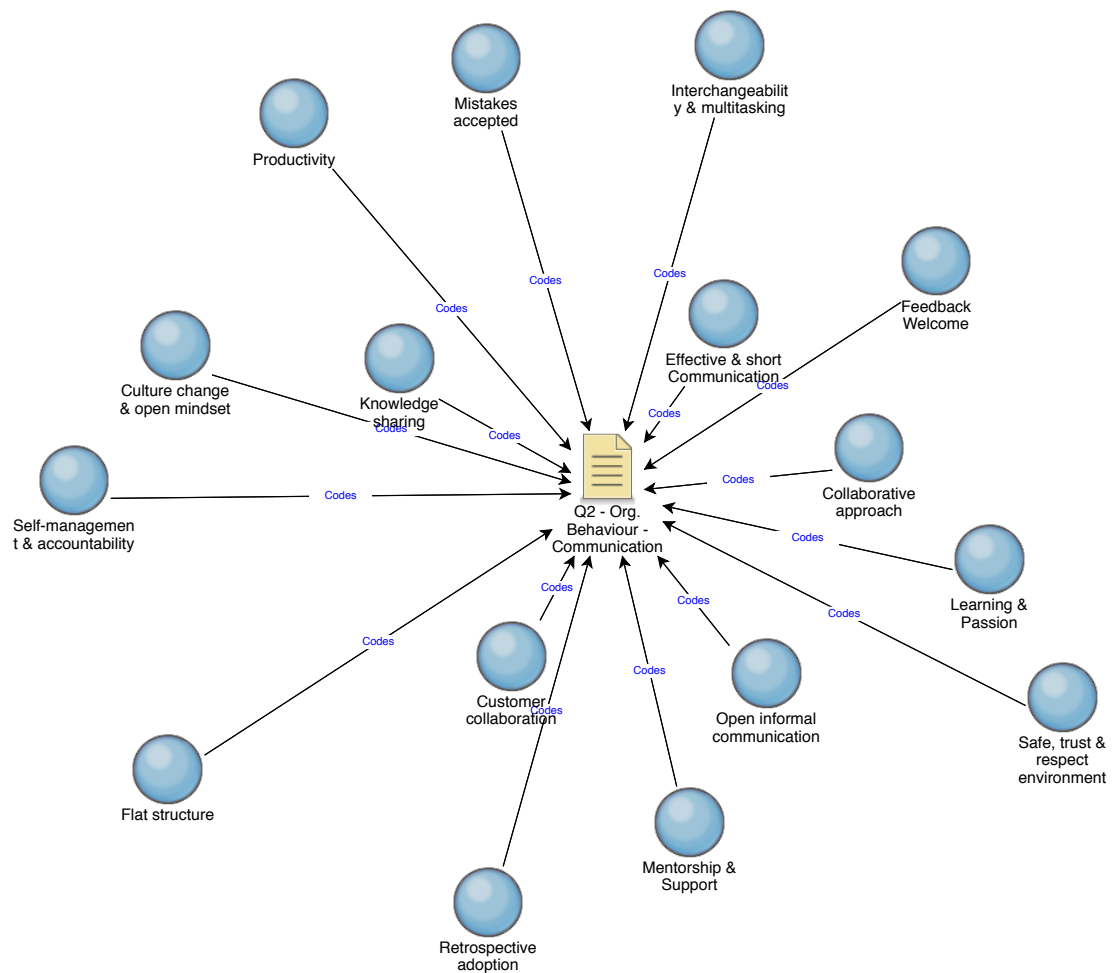 Mistakes
accepted
Interchangeabilit
y & multitasking
Productivity
Codes
Codes
Codes
Feedback
Welcome
Effective & short
Communication
Codes
Codes
Culture change
& open mindset
Knowledge
sharing
Codes
Codes
Collaborative
approach
Codes
Self-managemen
t & accountability
Codes
Q2 - Org.
Behaviour -
Communication
Codes
Learning &
Passion
Codes
Codes
Codes
Codes
Codes
Codes
Customer
collaboration
Codes
Open informal
communication
Safe, trust &
respect
environment
Flat structure
Mentorship &
Support
Retrospective
adoption